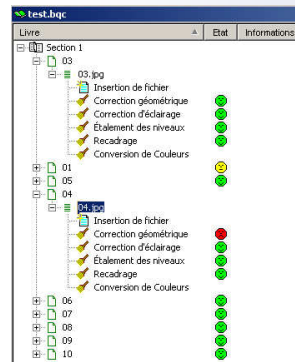 test.bqc
Livre Etat Informations
Section 1
03
03.jpg
Insertion de fichier
Correction géométrique
Correction d'éclairage
Étalement des niveaux
Recadrage
Conversion de Couleurs
01
05
04
04.jpg
Insertion de fichier
Correction géométrique
Correction d'éclairage
Étalement des niveaux
Recadrage
Conversion de Couleurs
06
07
08
09
10